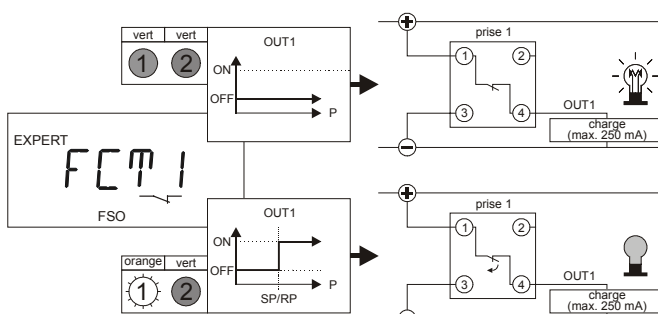 vert vert
1 2
OUT1
ON
OFF
P
+
prise 1
1 2
3 4
OUT1
charge
(max. 250 mA)
−
EXPERT
FCM1
FSO
orange vert
1 2
OUT1
ON
OFF
P
SP/RP
+
prise 1
1 2
3 4
OUT1
charge
(max. 250 mA)